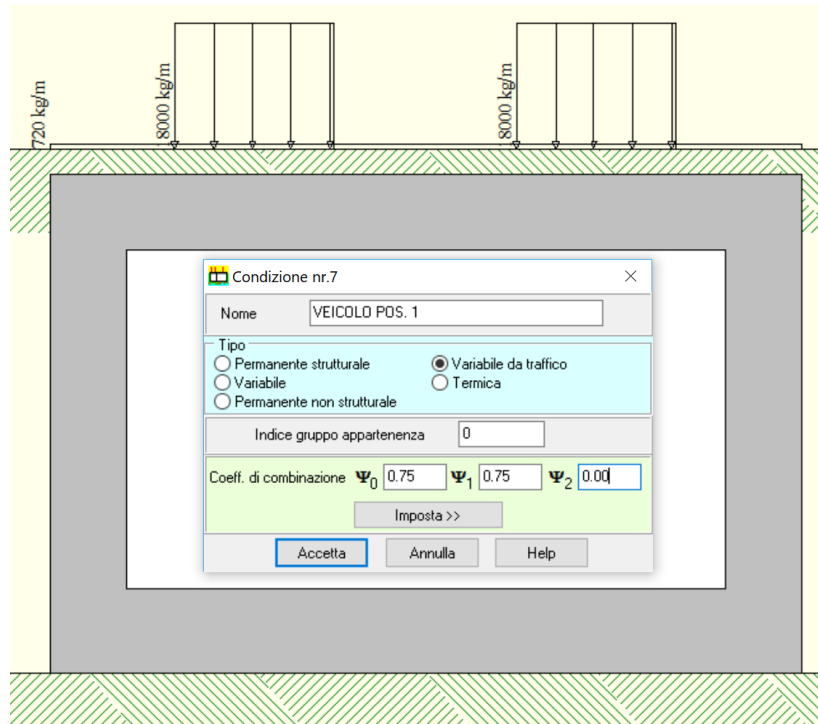 720 kg/m
8000 kg/m
8000 kg/m
Condizione nr.7
Nome VEICOLO POS. 1
Tipo
Permanente strutturale Variabile da traffico
Variabile Termica
Permanente non strutturale
Indice gruppo appartenenza 0
Coeff. di combinazione Ψ0 0.75 Ψ1 0.75 Ψ2 0.00
Imposta >>
Accetta Annulla Help